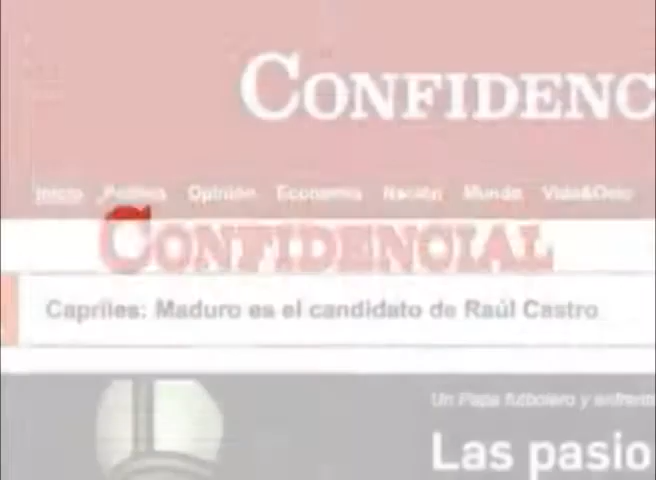 CONFIDENC
Inicio Política Opinión Economía Nación Mundo Vida&Ocio
CONFIDENCIAL
Capriles: Maduro es el candidato de Raúl Castro
Un Papa futbolero y enfrent
Las pasio